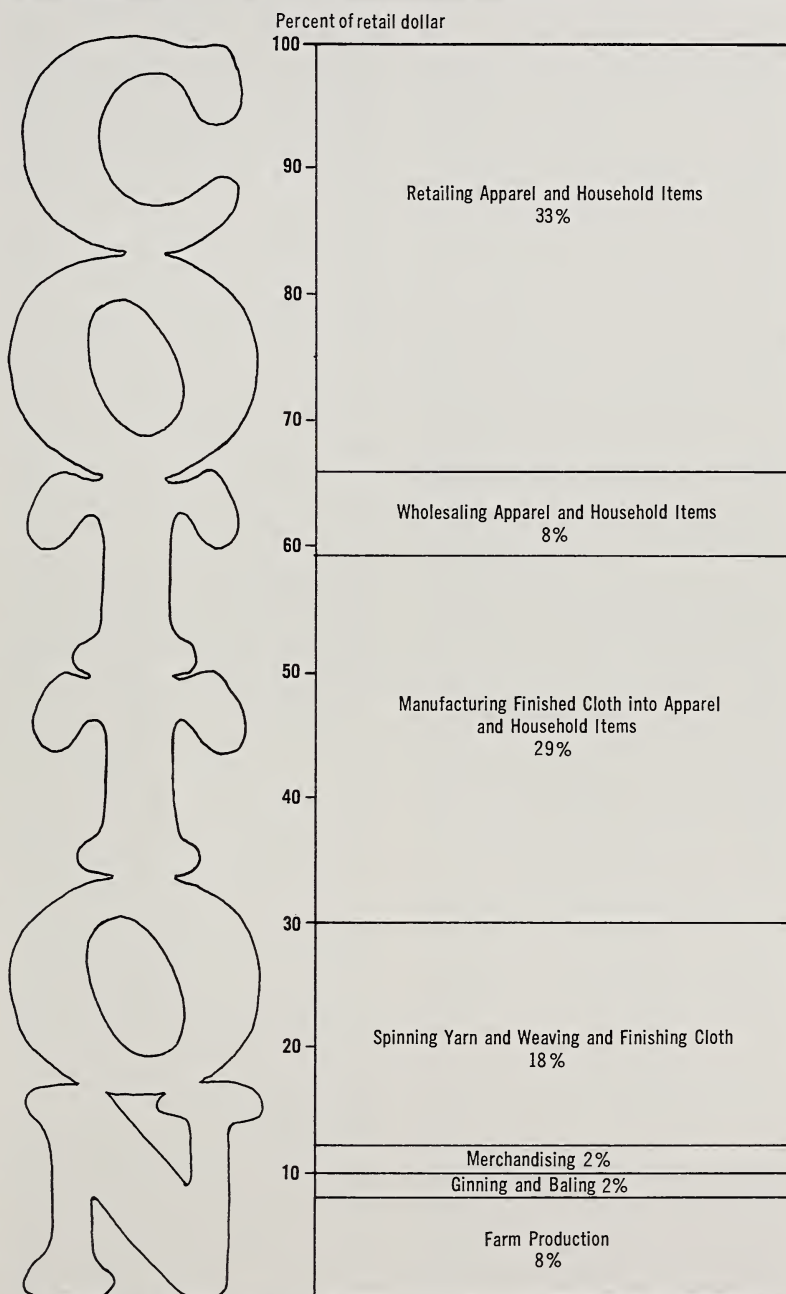 COTTON
Percent of retail dollar
100
90
80
70
60
50
40
30
20
10
Retailing Apparel and Household Items
33%
Wholesaling Apparel and Household Items
8%
Manufacturing Finished Cloth into Apparel
and Household Items
29%
Spinning Yarn and Weaving and Finishing Cloth
18%
Merchandising 2%
Ginning and Baling 2%
Farm Production
8%